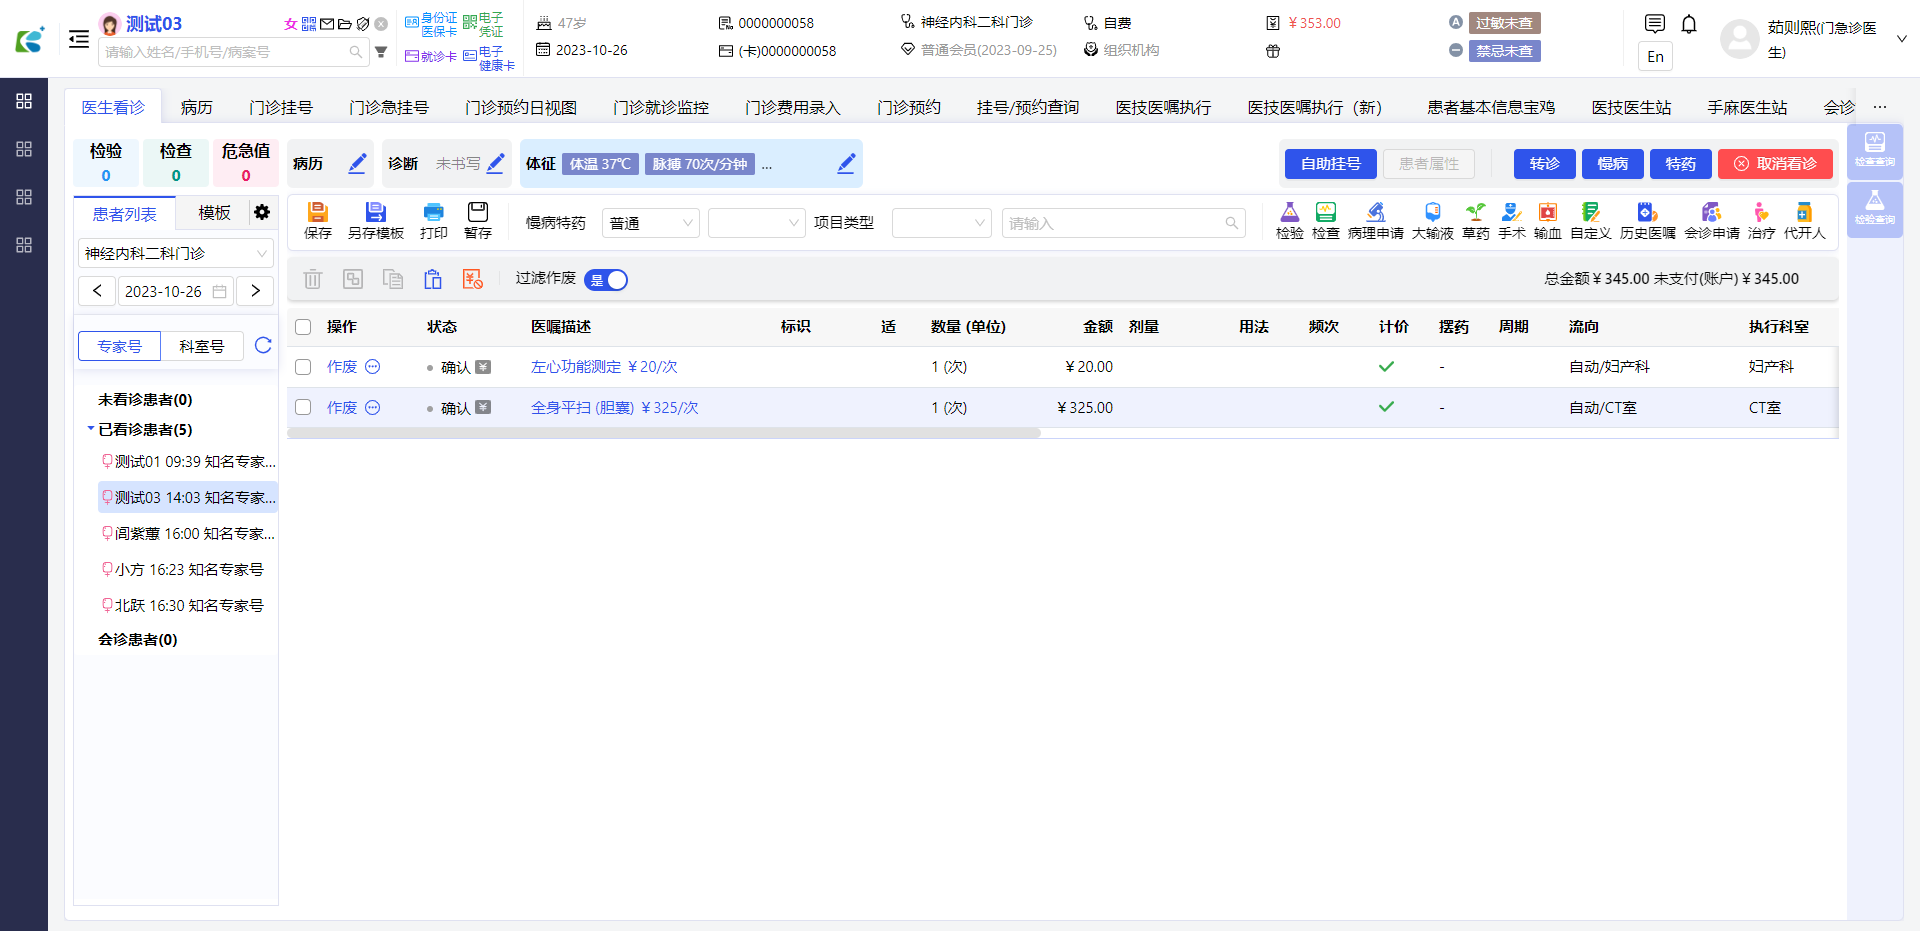 测试03
女
请输入姓名/手机号/病案号
身份证
医保卡
电子
凭证
就诊卡
电子
健康卡
47岁
2023-10-26
0000000058
(卡)0000000058
神经内科二科门诊
普通会员(2023-09-25)
自费
组织机构
￥353.00
过敏未查
禁忌未查
En
茹则熙(门急诊医
生)
医生看诊
病历
门诊挂号
门诊急挂号
门诊预约日视图
门诊就诊监控
门诊费用录入
门诊预约
挂号/预约查询
医技医嘱执行
医技医嘱执行（新）
患者基本信息宝鸡
医技医生站
手麻医生站
会诊
...
检验
0
检查
0
危急值
0
病历
诊断 未书写
体征 体温 37℃ 脉搏 70次/分钟 ...
自助挂号
患者属性
转诊
慢病
特药
取消看诊
检查查询
检验查询
患者列表
模板
神经内科二科门诊
2023-10-26
专家号
科室号
未看诊患者(0)
已看诊患者(5)
测试01 09:39 知名专家...
测试03 14:03 知名专家...
闾紫蕙 16:00 知名专家...
小方 16:23 知名专家号
北跃 16:30 知名专家号
会诊患者(0)
保存
另存模板
打印
暂存
慢病特药
普通
项目类型
请输入
检验
检查
病理申请
大输液
草药
手术
输血
自定义
历史医嘱
会诊申请
治疗
代开人
过滤作废 是
总金额￥345.00 未支付(账户)￥345.00
操作 状态 医嘱描述 标识 适 数量 (单位) 金额 剂量 用法 频次 计价 摆药 周期 流向 执行科室
作废 确认 ¥ 左心功能测定 ￥20/次 1 (次) ￥20.00 - 自动/妇产科 妇产科
作废 确认 ¥ 全身平扫 (胆囊) ￥325/次 1 (次) ￥325.00 - 自动/CT室 CT室